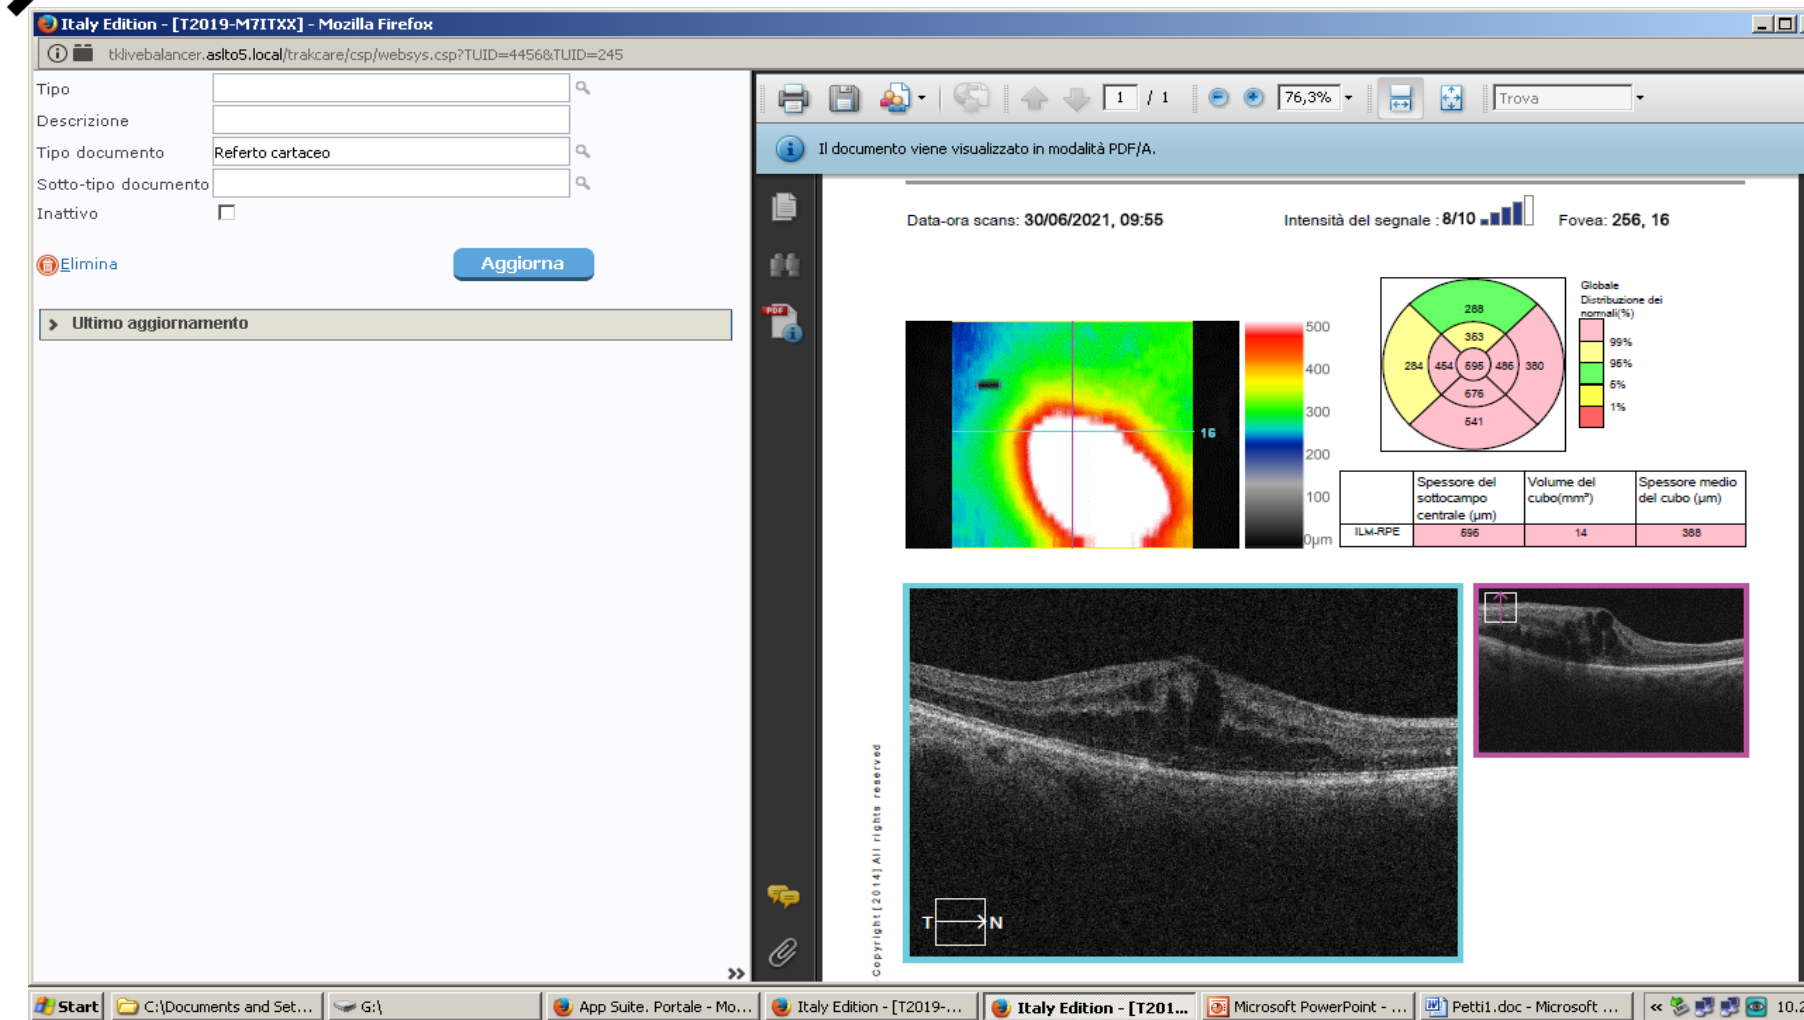 Italy Edition - [T2019-M7ITXX] - Mozilla Firefox
tklivebalancer.aslto5.local/trakcare/csp/websys.csp?TUID=4456&TUID=245
Tipo
Descrizione
Tipo documento Referto cartaceo
Sotto-tipo documento
Inattivo
Elimina Aggiorna
Ultimo aggiornamento
1 / 1 76,3% Trova
Il documento viene visualizzato in modalità PDF/A.
Data-ora scans: 30/06/2021, 09:55 Intensità del segnale : 8/10 Fovea: 256, 16
500
400
300
200
100
0µm
16
288
363
284 454 595 486 380
676
541
Globale
Distribuzione dei
normali(%)
99%
95%
5%
1%
Spessore del
sottocampo
centrale (µm)
Volume del
cubo(mm³)
Spessore medio
del cubo (µm)
ILM-RPE 595 14 388
T N
Copyright [2014] All rights reserved
»
Start C:\Documents and Set... G:\ App Suite. Portale - Mo... Italy Edition - [T2019-... Italy Edition - [T201... Microsoft PowerPoint - ... Petti1.doc - Microsoft ... «